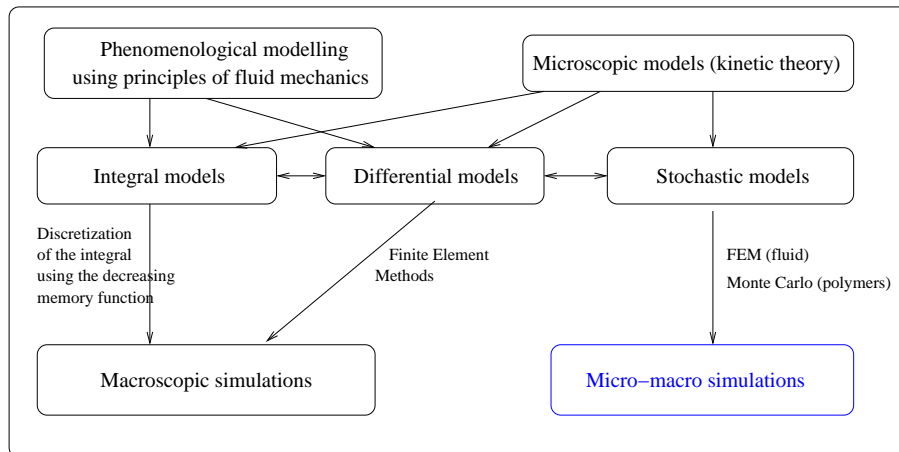 Phenomenological modelling
using principles of fluid mechanics
Microscopic models (kinetic theory)
Integral models
Differential models
Stochastic models
Discretization
of the integral
using the decreasing
memory function
Finite Element
Methods
FEM (fluid)
Monte Carlo (polymers)
Macroscopic simulations
Micro−macro simulations